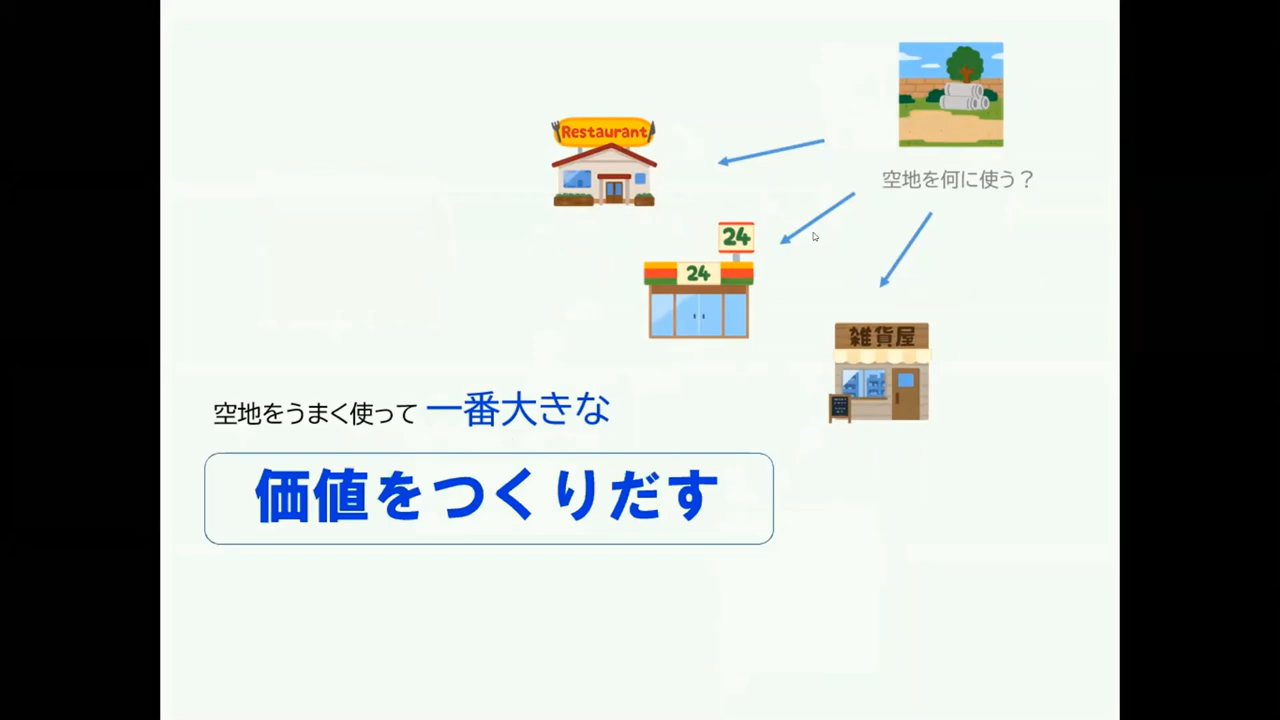 Restaurant
空地を何に使う？
24
24
雑貨屋
空地をうまく使って 一番大きな
価値をつくりだす